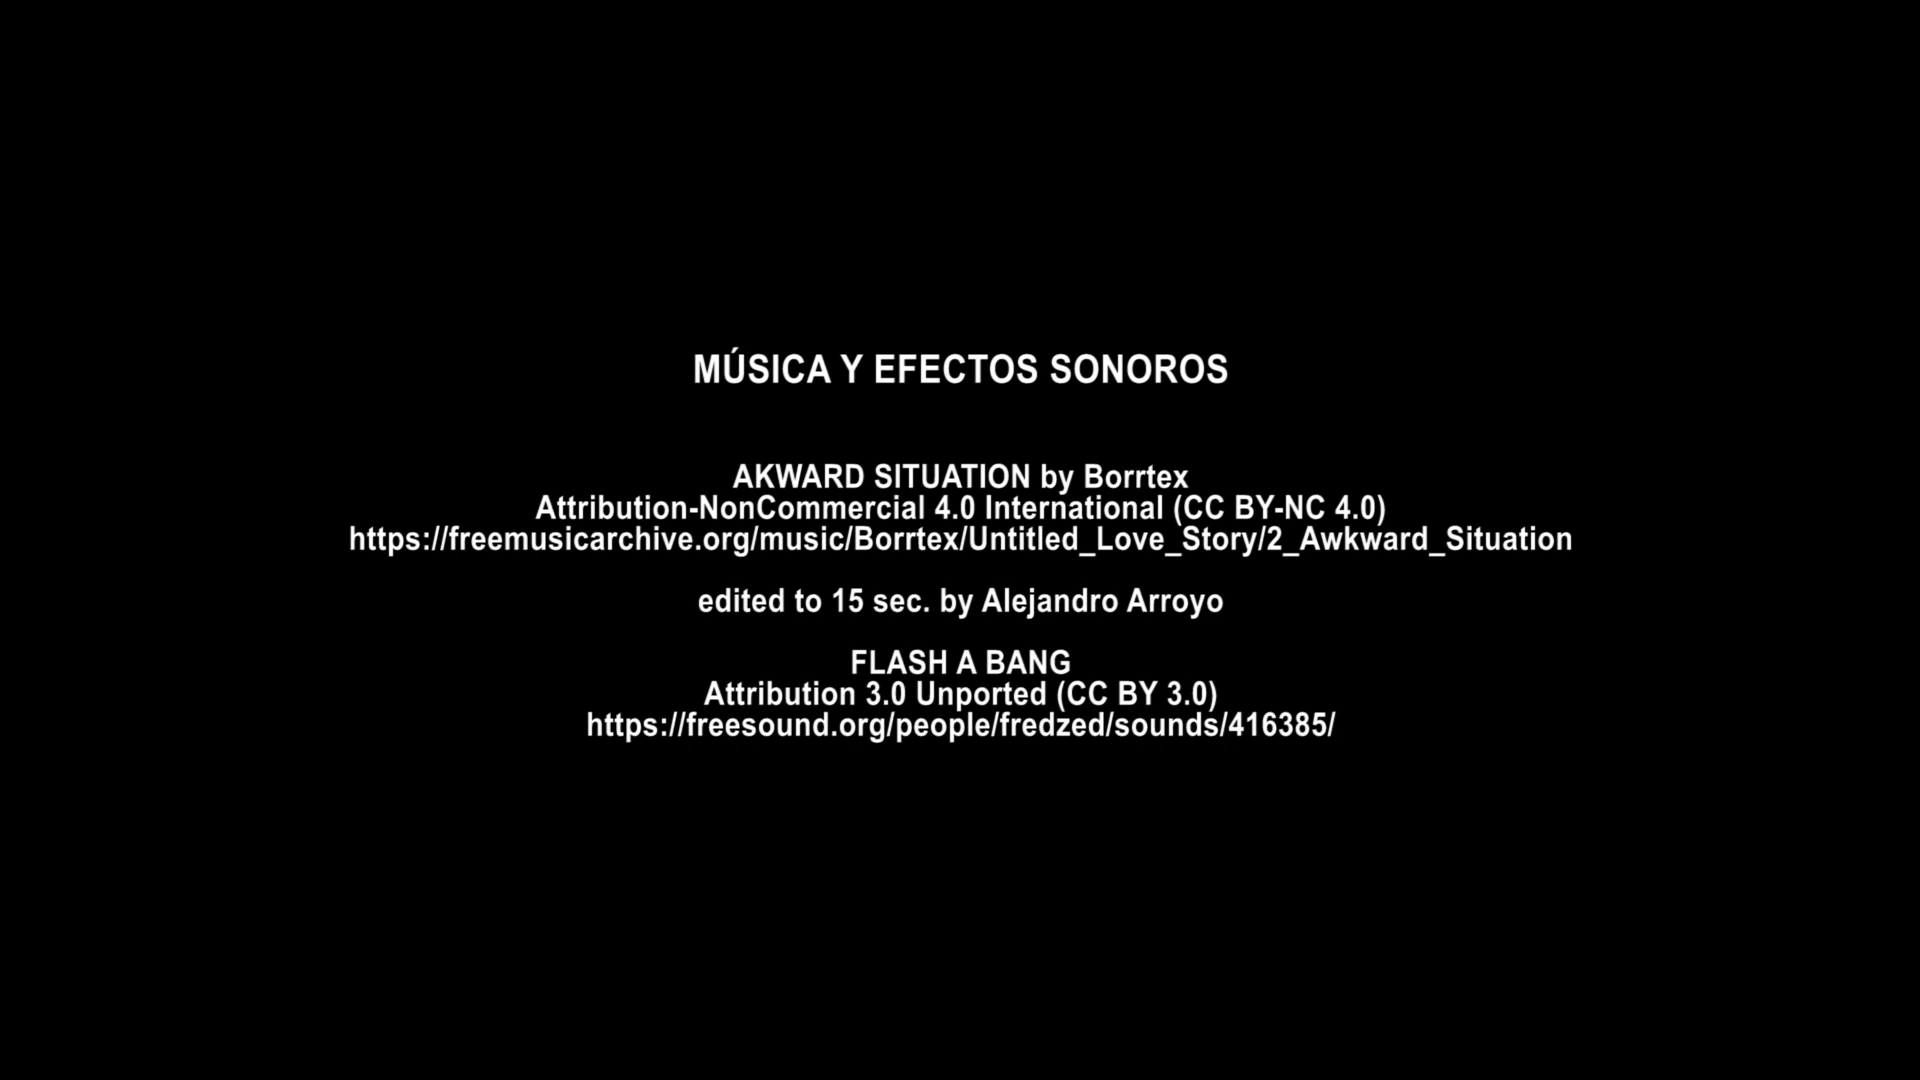 MÚSICA Y EFECTOS SONOROS
AKWARD SITUATION by Borrtex
Attribution-NonCommercial 4.0 International (CC BY-NC 4.0)
https://freemusicarchive.org/music/Borrtex/Untitled_Love_Story/2_Awkward_Situation
edited to 15 sec. by Alejandro Arroyo
FLASH A BANG
Attribution 3.0 Unported (CC BY 3.0)
https://freesound.org/people/fredzed/sounds/416385/